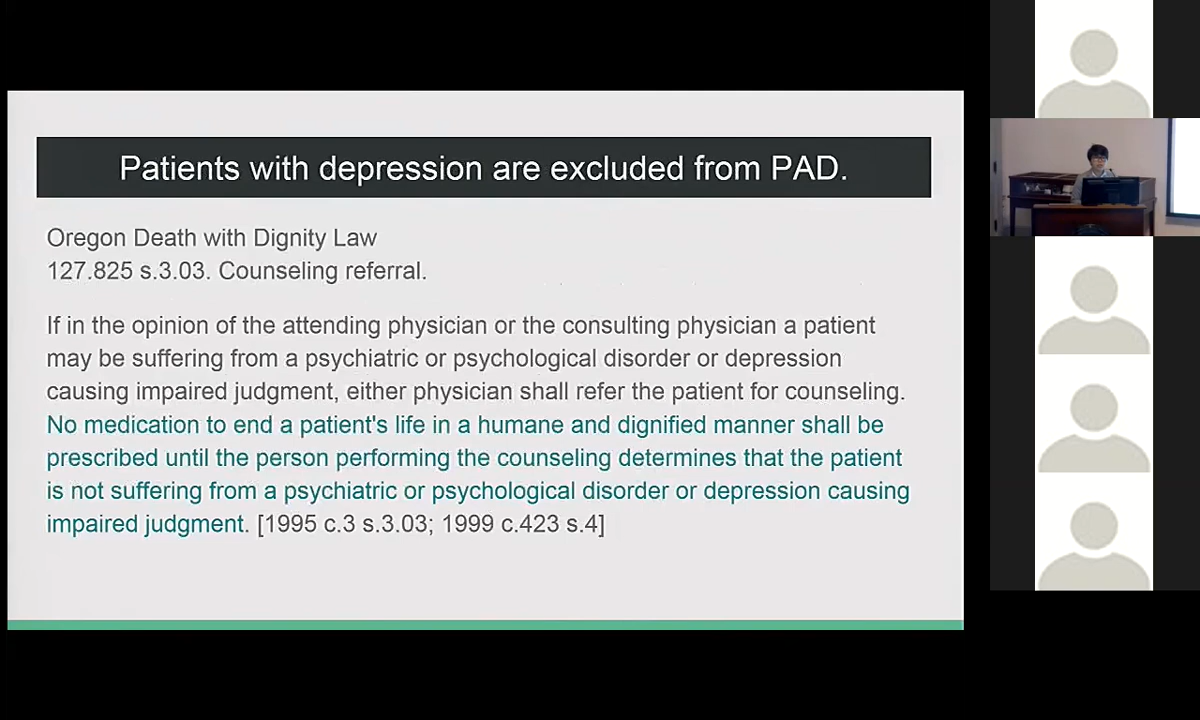 Patients with depression are excluded from PAD.
Oregon Death with Dignity Law
127.825 s.3.03. Counseling referral.
If in the opinion of the attending physician or the consulting physician a patient
may be suffering from a psychiatric or psychological disorder or depression
causing impaired judgment, either physician shall refer the patient for counseling.
No medication to end a patient's life in a humane and dignified manner shall be
prescribed until the person performing the counseling determines that the patient
is not suffering from a psychiatric or psychological disorder or depression causing
impaired judgment. [1995 c.3 s.3.03; 1999 c.423 s.4]